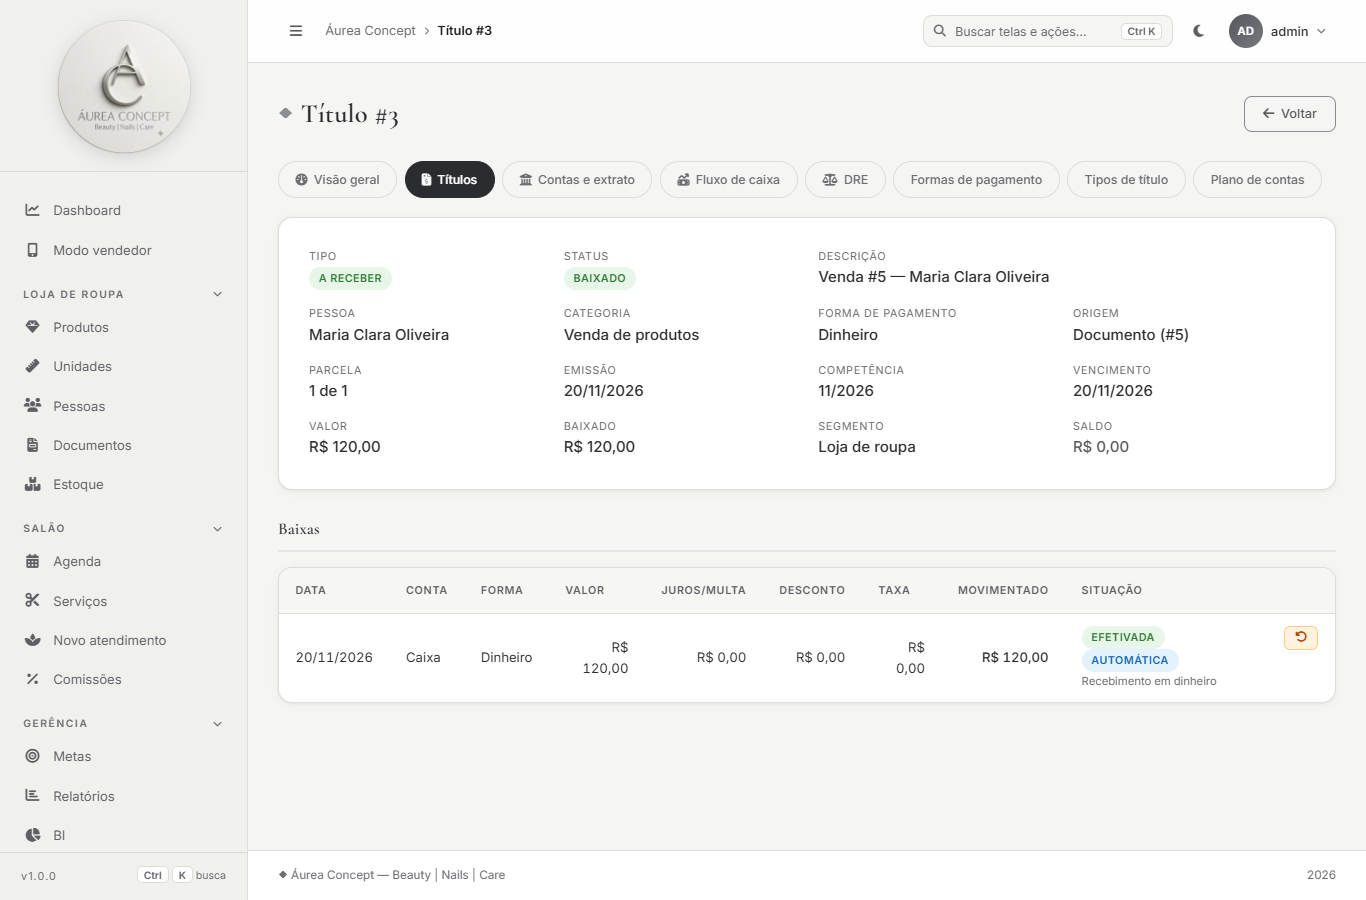 ÁUREA CONCEPT
Beauty | Nails | Care
Dashboard
Modo vendedor
LOJA DE ROUPA
Produtos
Unidades
Pessoas
Documentos
Estoque
SALÃO
Agenda
Serviços
Novo atendimento
Comissões
GERÊNCIA
Metas
Relatórios
BI
v1.0.0 Ctrl K busca
Áurea Concept › Título #3
Buscar telas e ações... Ctrl K
AD admin
Título #3
Voltar
Visão geral Títulos Contas e extrato Fluxo de caixa DRE Formas de pagamento Tipos de título Plano de contas
TIPO STATUS DESCRIÇÃO
A RECEBER BAIXADO Venda #5 — Maria Clara Oliveira
PESSOA CATEGORIA FORMA DE PAGAMENTO ORIGEM
Maria Clara Oliveira Venda de produtos Dinheiro Documento (#5)
PARCELA EMISSÃO COMPETÊNCIA VENCIMENTO
1 de 1 20/11/2026 11/2026 20/11/2026
VALOR BAIXADO SEGMENTO SALDO
R$ 120,00 R$ 120,00 Loja de roupa R$ 0,00
Baixas
DATA CONTA FORMA VALOR JUROS/MULTA DESCONTO TAXA MOVIMENTADO SITUAÇÃO
20/11/2026 Caixa Dinheiro R$ 120,00 R$ 0,00 R$ 0,00 R$ 0,00 R$ 120,00 EFETIVADA
AUTOMÁTICA
Recebimento em dinheiro
Áurea Concept — Beauty | Nails | Care
2026